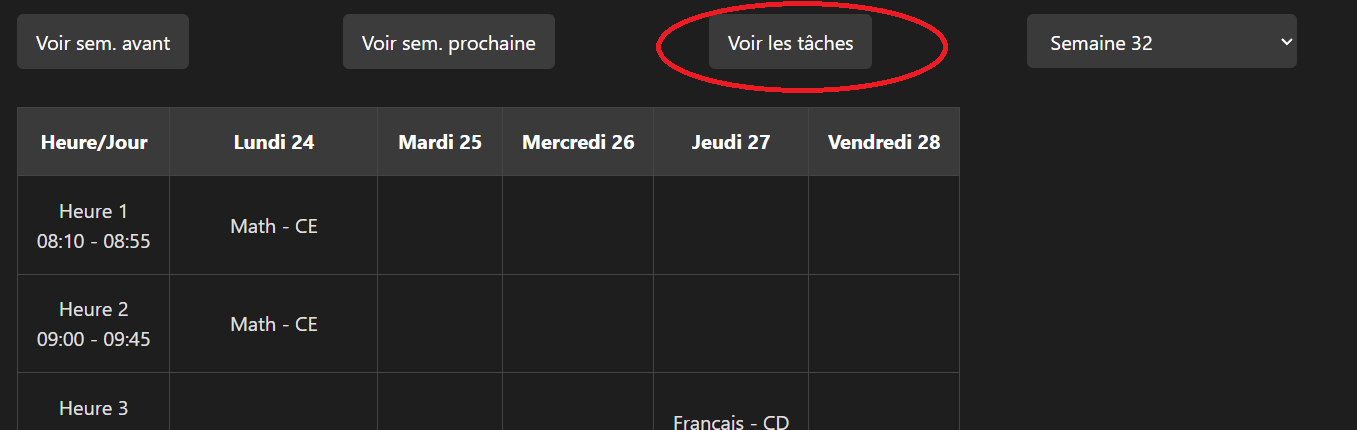 Voir sem. avant
Voir sem. prochaine
Voir les tâches
Semaine 32
Heure/Jour
Lundi 24
Mardi 25
Mercredi 26
Jeudi 27
Vendredi 28
Heure 1
08:10 - 08:55
Math - CE
Heure 2
09:00 - 09:45
Math - CE
Heure 3
Français - CD